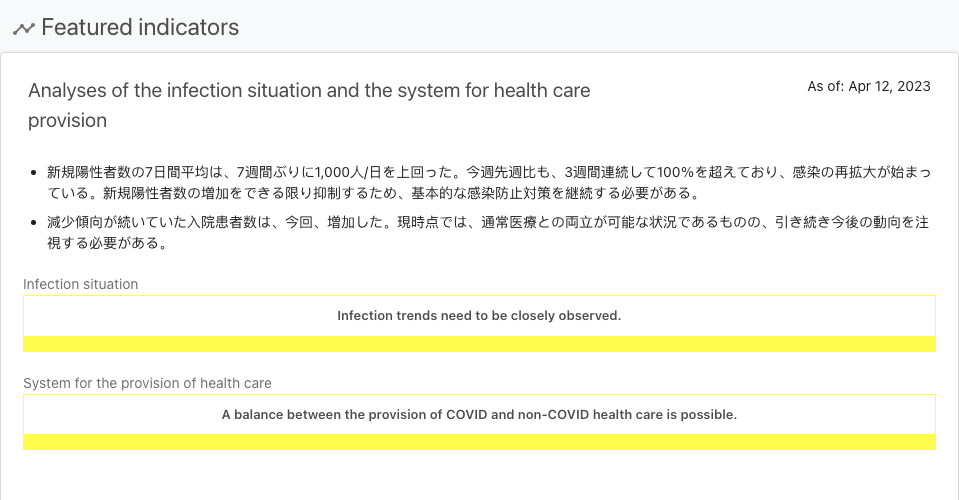 Featured indicators
Analyses of the infection situation and the system for health care
provision
As of: Apr 12, 2023
• 新規陽性者数の7日間平均は、7週間ぶりに1,000人/日を上回った。今週先週比も、3週間連続して100%を超えており、感染の再拡大が始まっ
ている。新規陽性者数の増加をできる限り抑制するため、基本的な感染防止対策を継続する必要がある。
• 減少傾向が続いていた入院患者数は、今回、増加した。現時点では、通常医療との両立が可能な状況であるものの、引き続き今後の動向を注
視する必要がある。
Infection situation
Infection trends need to be closely observed.
System for the provision of health care
A balance between the provision of COVID and non-COVID health care is possible.